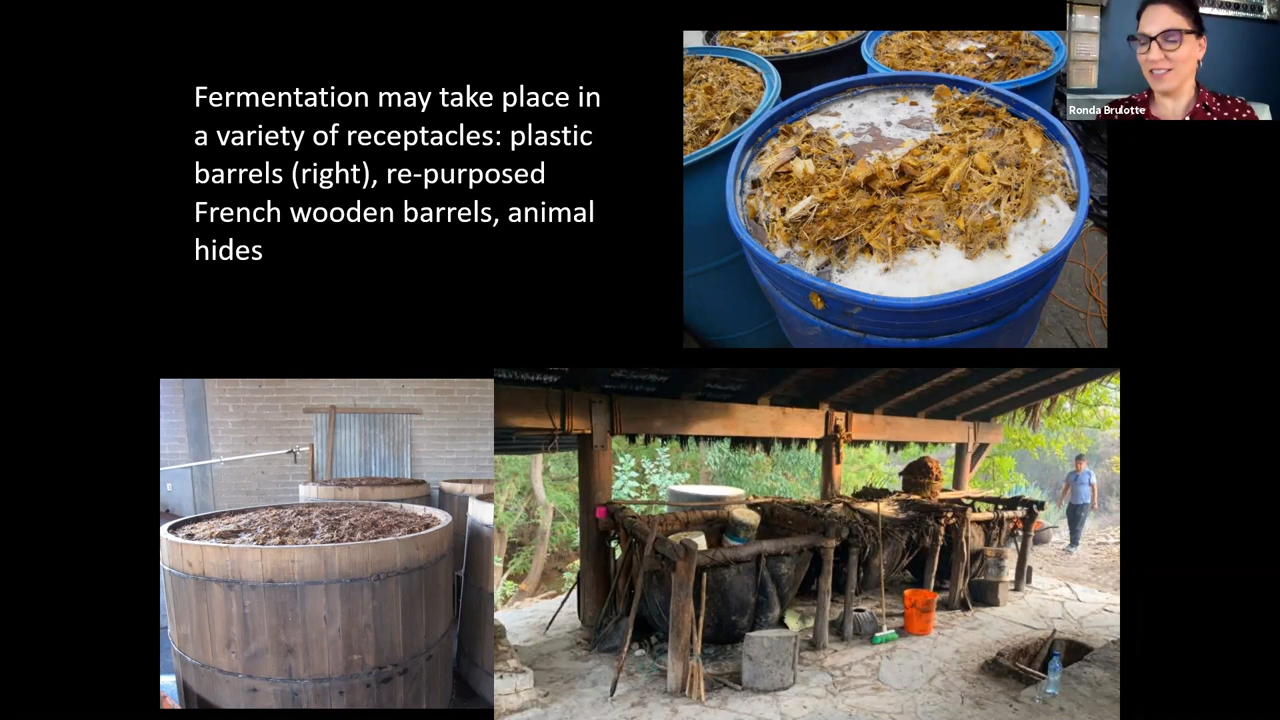 Fermentation may take place in
a variety of receptacles: plastic
barrels (right), re-purposed
French wooden barrels, animal
hides
Ronda Brulotte